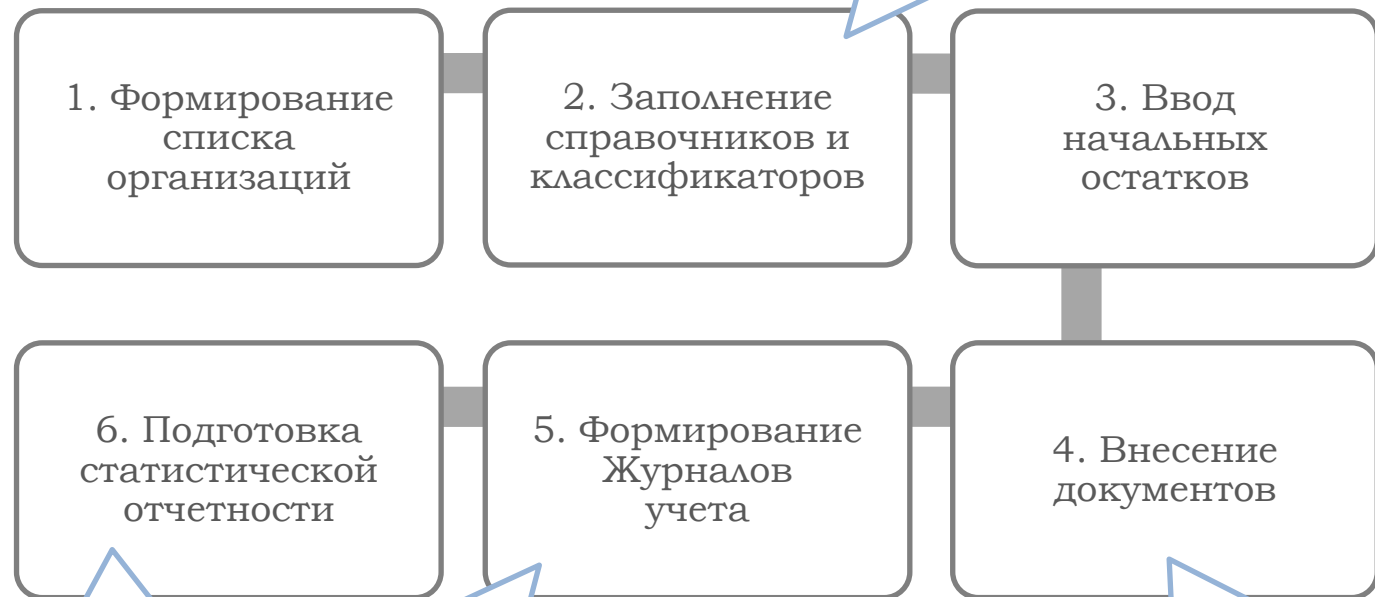 1. Формирование
списка
организаций
2. Заполнение
справочников и
классификаторов
3. Ввод
начальных
остатков
6. Подготовка
статистической
отчетности
5. Формирование
Журналов
учета
4. Внесение
документов